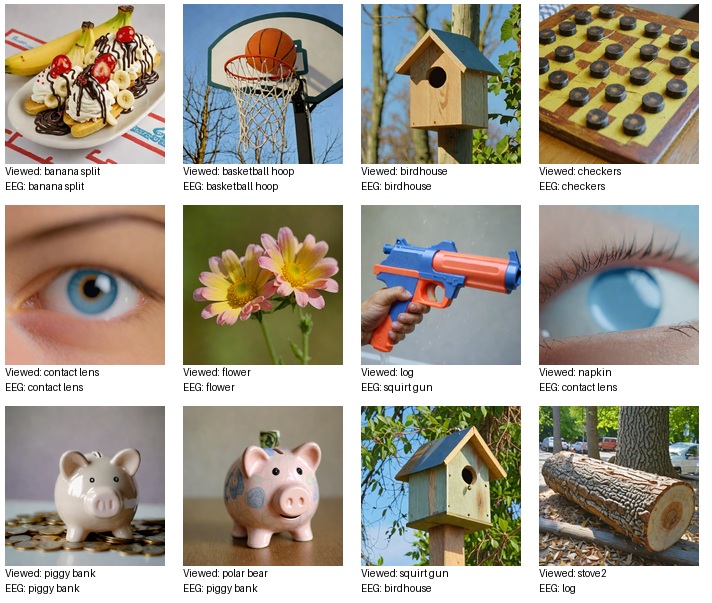 Viewed: banana split
EEG: banana split
Viewed: basketball hoop
EEG: basketball hoop
Viewed: birdhouse
EEG: birdhouse
Viewed: checkers
EEG: checkers
Viewed: contact lens
EEG: contact lens
Viewed: flower
EEG: flower
Viewed: log
EEG: squirt gun
Viewed: napkin
EEG: contact lens
Viewed: piggy bank
EEG: piggy bank
Viewed: polar bear
EEG: piggy bank
Viewed: squirt gun
EEG: birdhouse
Viewed: stove2
EEG: log